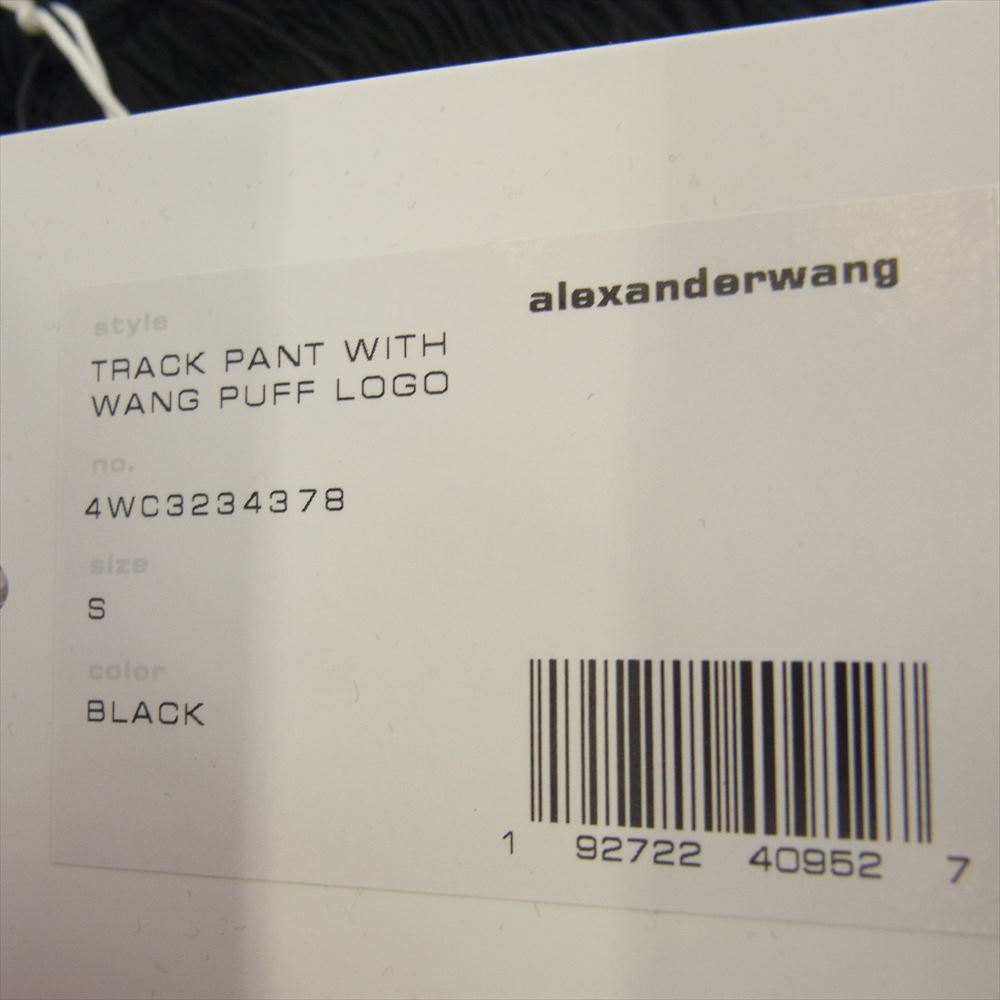 alexanderwang
style
TRACK PANT WITH
WANG PUFF LOGO
no.
4WC3234378
size
S
color
BLACK
1 92722 40952 7